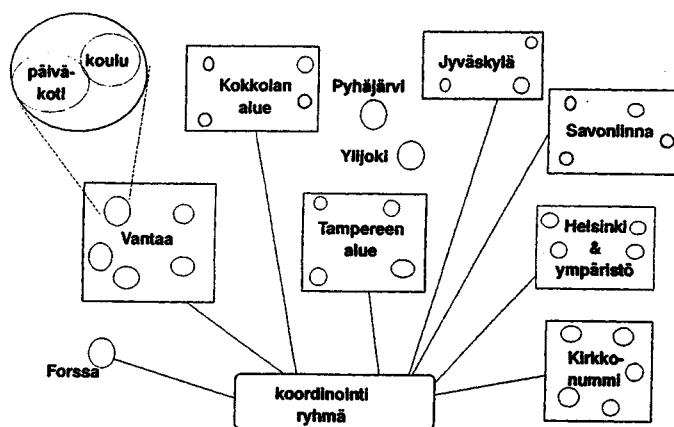 koulu
päivä-
koti
Kokkolan
alue
Pyhäjärvi
Ylijoki
Jyväskylä
Savonlinna
Vantaa
Tampereen
alue
Helsinki
&
ympäristö
Forssa
Kirkko-
nummi
koordinointi
ryhmä